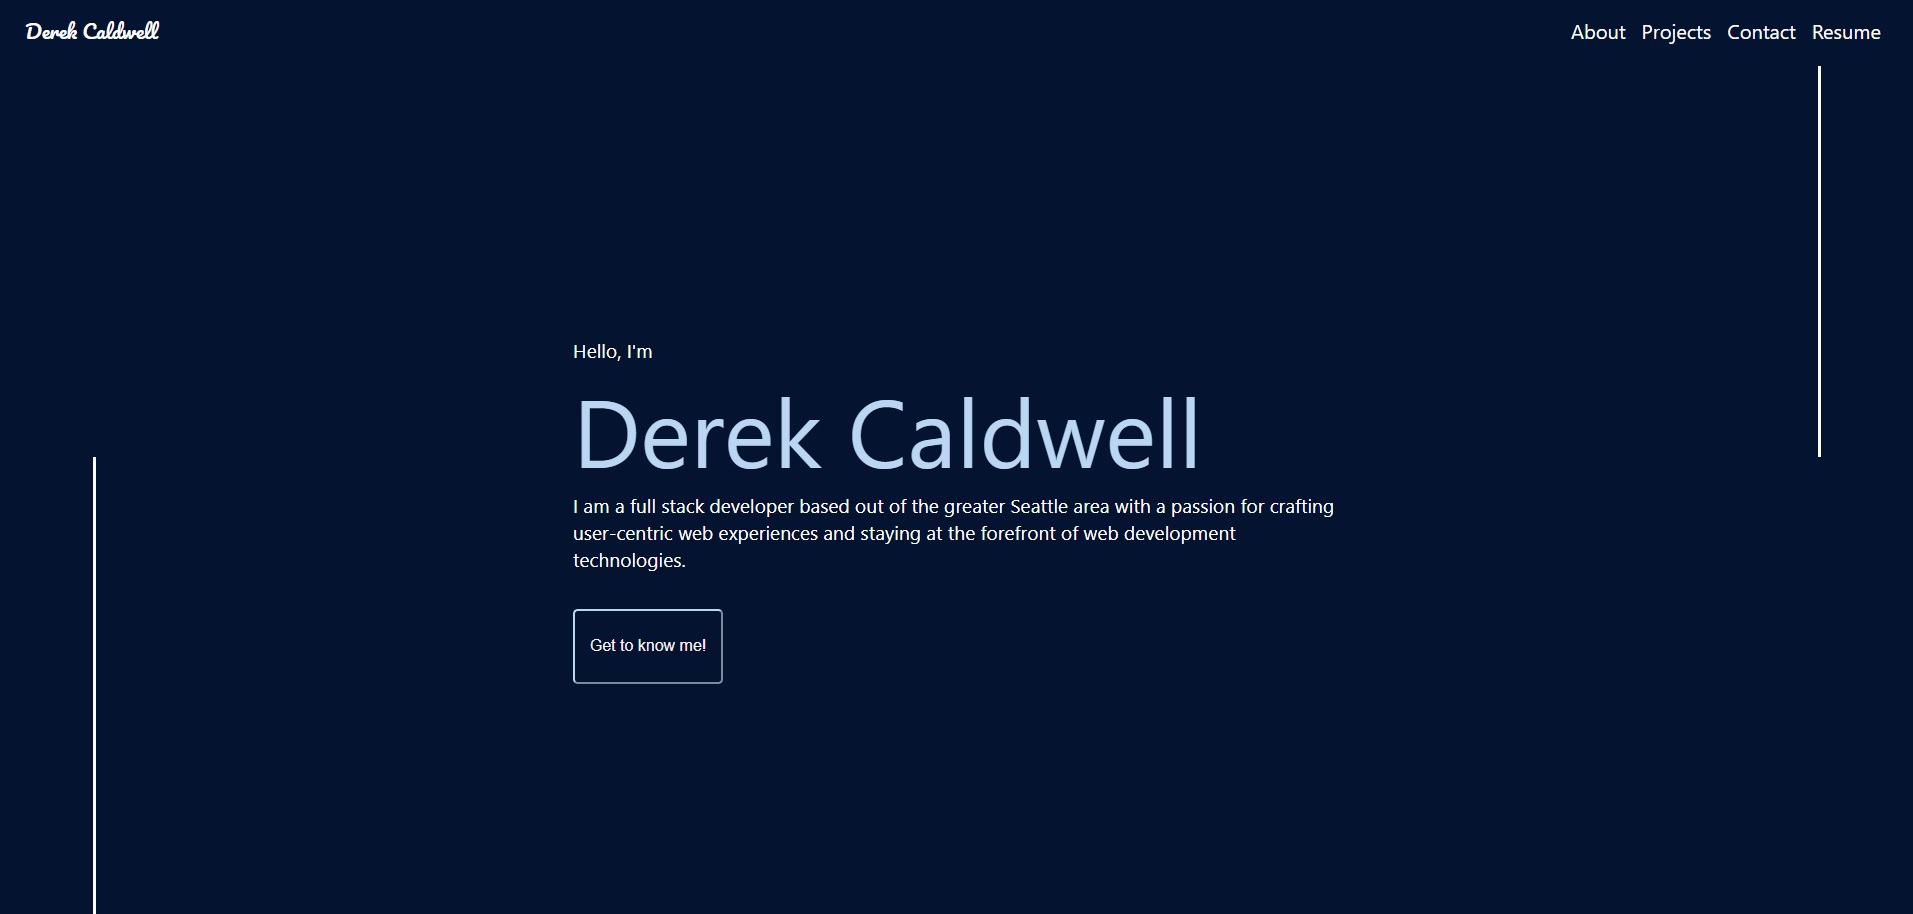 Derek Caldwell
About Projects Contact Resume
Hello, I'm
Derek Caldwell
I am a full stack developer based out of the greater Seattle area with a passion for crafting
user-centric web experiences and staying at the forefront of web development
technologies.
Get to know me!